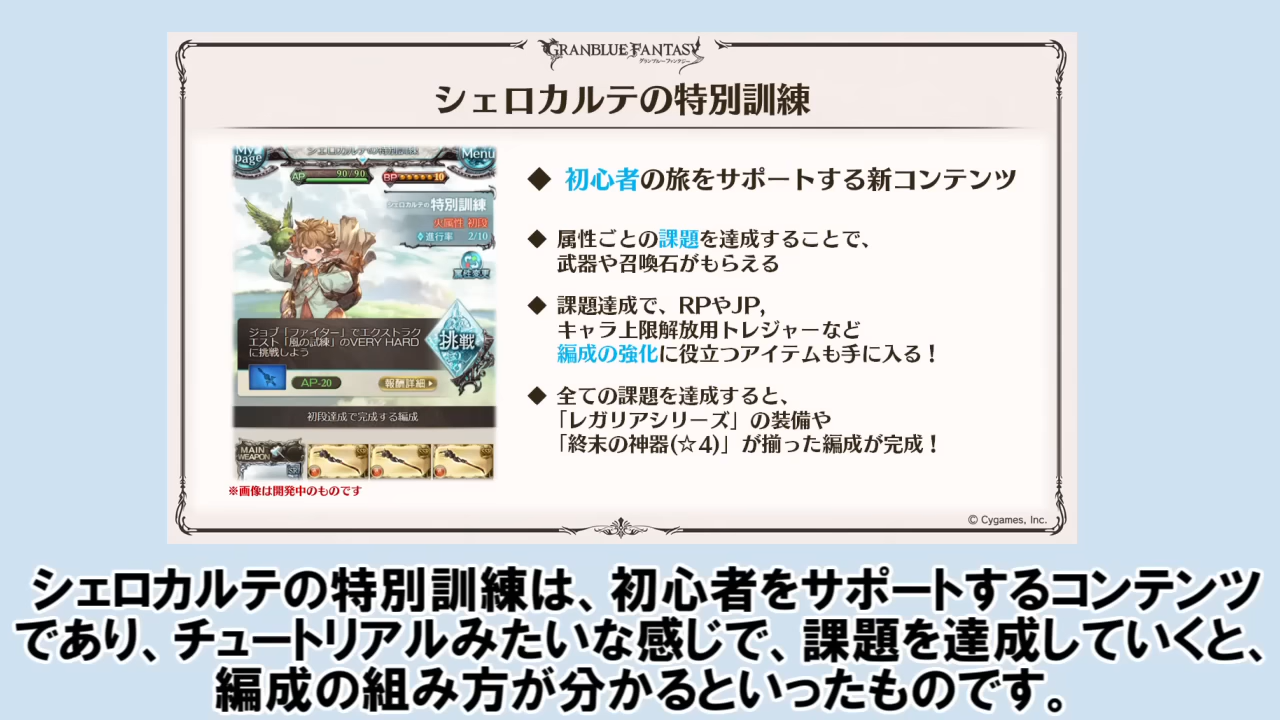 GRANBLUE FANTASY
グランブルーファンタジー
シェロカルテの特別訓練
My Page
シェロカルテの特別訓練
Menu
AP 90/90
BP 10
シェロカルテの特別訓練
火属性 初段
進行率 2/10
属性変更
ジョブ「ファイター」でエクストラク
エスト「風の試練」のVERY HARD
に挑戦しよう
挑戦
AP-20
報酬詳細
初段達成で完成する編成
MAIN
WEAPON
※画像は開発中のものです
◆ 初心者の旅をサポートする新コンテンツ
◆ 属性ごとの課題を達成することで、
武器や召喚石がもらえる
◆ 課題達成で、RPやJP,
キャラ上限解放用トレジャーなど
編成の強化に役立つアイテムも手に入る！
◆ 全ての課題を達成すると、
「レガリアシリーズ」の装備や
「終末の神器(☆4)」が揃った編成が完成！
© Cygames, Inc.
シェロカルテの特別訓練は、初心者をサポートするコンテンツ
であり、チュートリアルみたいな感じで、課題を達成していくと、
編成の組み方が分かるといったものです。